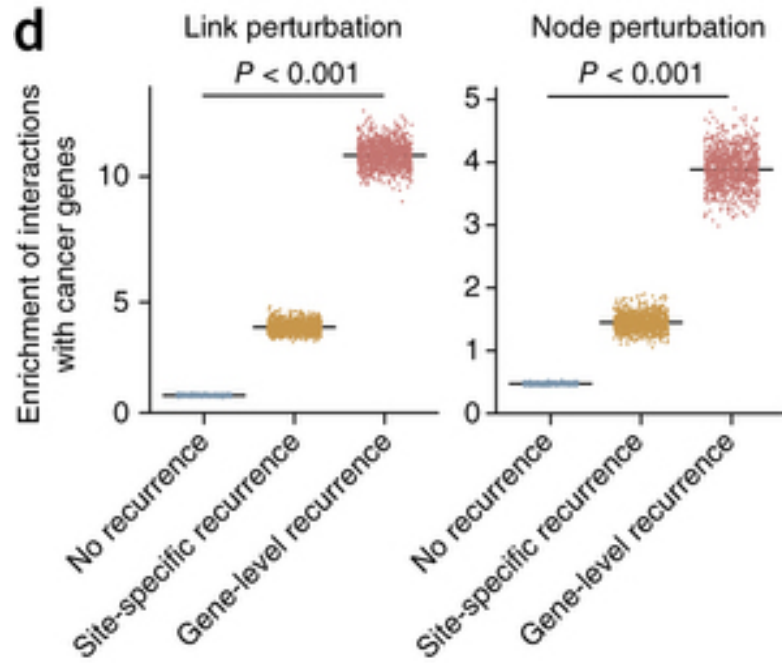 d
Link perturbation
Node perturbation
P < 0.001
P < 0.001
Enrichment of interactions
with cancer genes
10
5
0
5
4
3
2
1
0
No recurrence
Site-specific recurrence
Gene-level recurrence
No recurrence
Site-specific recurrence
Gene-level recurrence